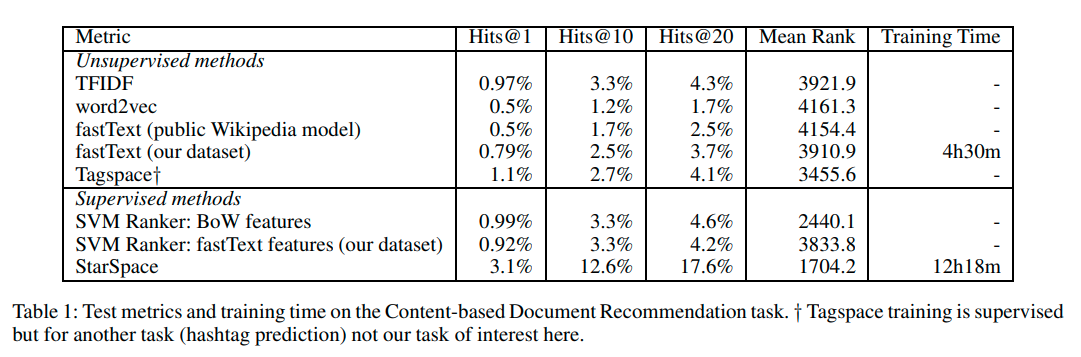 Metric Hits@1 Hits@10 Hits@20 Mean Rank Training Time
Unsupervised methods
TFIDF 0.97% 3.3% 4.3% 3921.9 -
word2vec 0.5% 1.2% 1.7% 4161.3 -
fastText (public Wikipedia model) 0.5% 1.7% 2.5% 4154.4 -
fastText (our dataset) 0.79% 2.5% 3.7% 3910.9 4h30m
Tagspace† 1.1% 2.7% 4.1% 3455.6 -
Supervised methods
SVM Ranker: BoW features 0.99% 3.3% 4.6% 2440.1 -
SVM Ranker: fastText features (our dataset) 0.92% 3.3% 4.2% 3833.8 -
StarSpace 3.1% 12.6% 17.6% 1704.2 12h18m
Table 1: Test metrics and training time on the Content-based Document Recommendation task. † Tagspace training is supervised
but for another task (hashtag prediction) not our task of interest here.